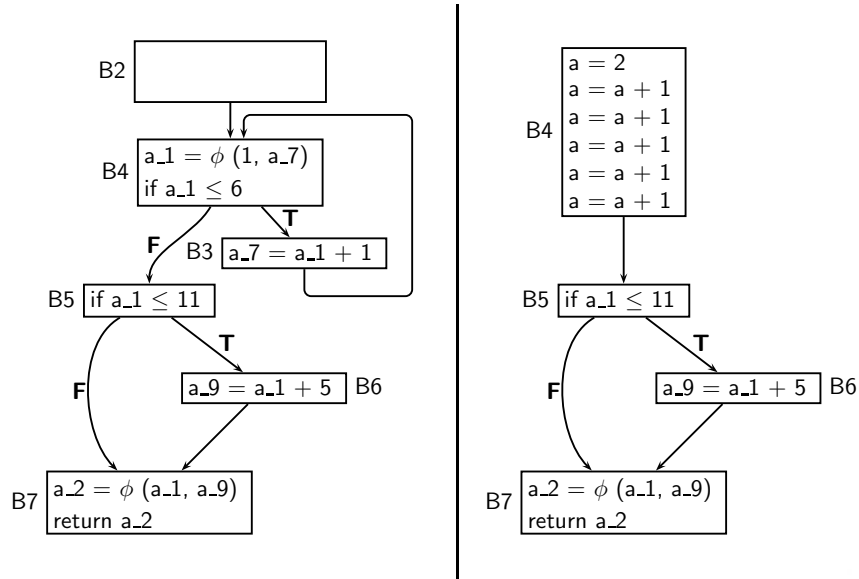 B2
B4
a_1 = ϕ (1, a_7)
if a_1 ≤ 6
T
F
B3
a_7 = a_1 + 1
B5
if a_1 ≤ 11
T
F
a_9 = a_1 + 5
B6
B7
a_2 = ϕ (a_1, a_9)
return a_2
B4
a = 2
a = a + 1
a = a + 1
a = a + 1
a = a + 1
a = a + 1
B5
if a_1 ≤ 11
T
F
a_9 = a_1 + 5
B6
B7
a_2 = ϕ (a_1, a_9)
return a_2